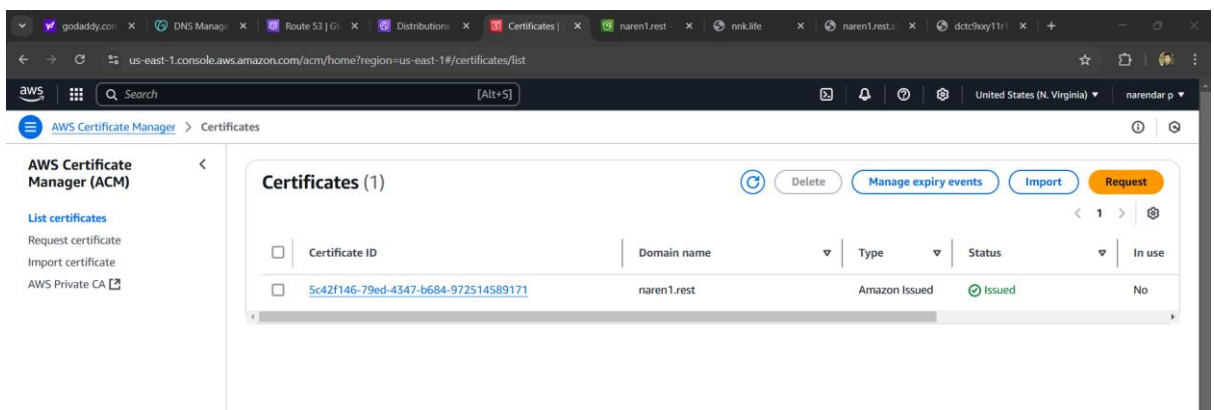 godaddy.com DNS Manage Route 53 | Gl Distributions Certificates | naren1.rest - nnk.life naren1.rest.s dctc9xxy11r1
us-east-1.console.aws.amazon.com/acm/home?region=us-east-1#/certificates/list
aws Search [Alt+S] United States (N. Virginia) narendar p
AWS Certificate Manager > Certificates
AWS Certificate
Manager (ACM)
List certificates
Request certificate
Import certificate
AWS Private CA
Certificates (1) Delete Manage expiry events Import Request
1
Certificate ID Domain name Type Status In use
5c42f146-79ed-4347-b684-972514589171 naren1.rest Amazon Issued Issued No